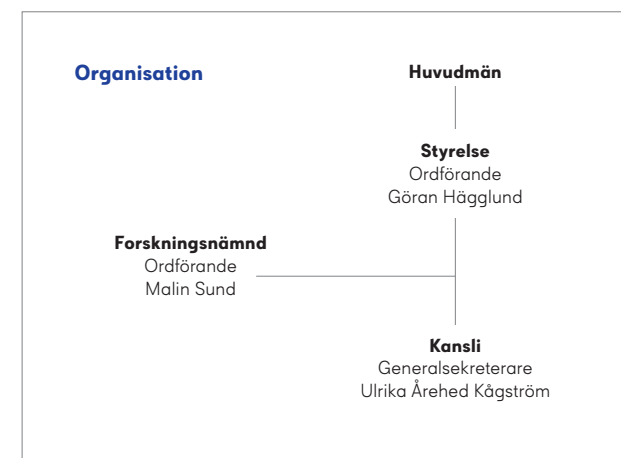 Organisation
Huvudmän
Styrelse
Ordförande
Göran Hägglund
Forskningsnämnd
Ordförande
Malin Sund
Kansli
Generalsekreterare
Ulrika Årehed Kågström